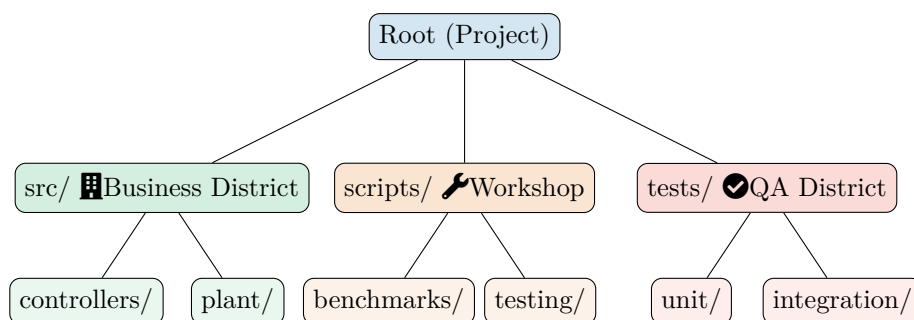 Root (Project)
src/ Business District
scripts/ Workshop
tests/ QA District
controllers/
plant/
benchmarks/
testing/
unit/
integration/